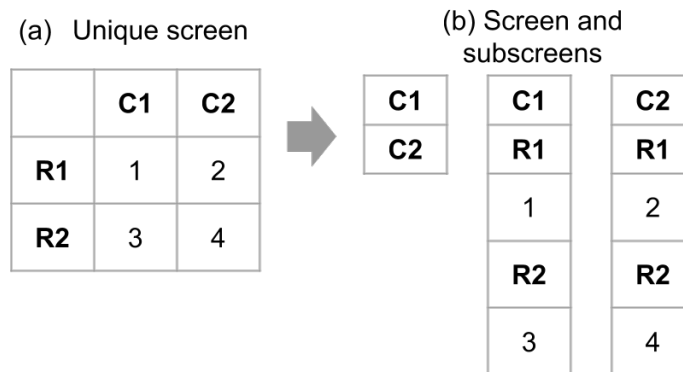 (a) Unique screen
C1 C2
R1 1 2
R2 3 4
(b) Screen and
subscreens
C1
C2
C1
R1
1
R2
3
C2
R1
2
R2
4